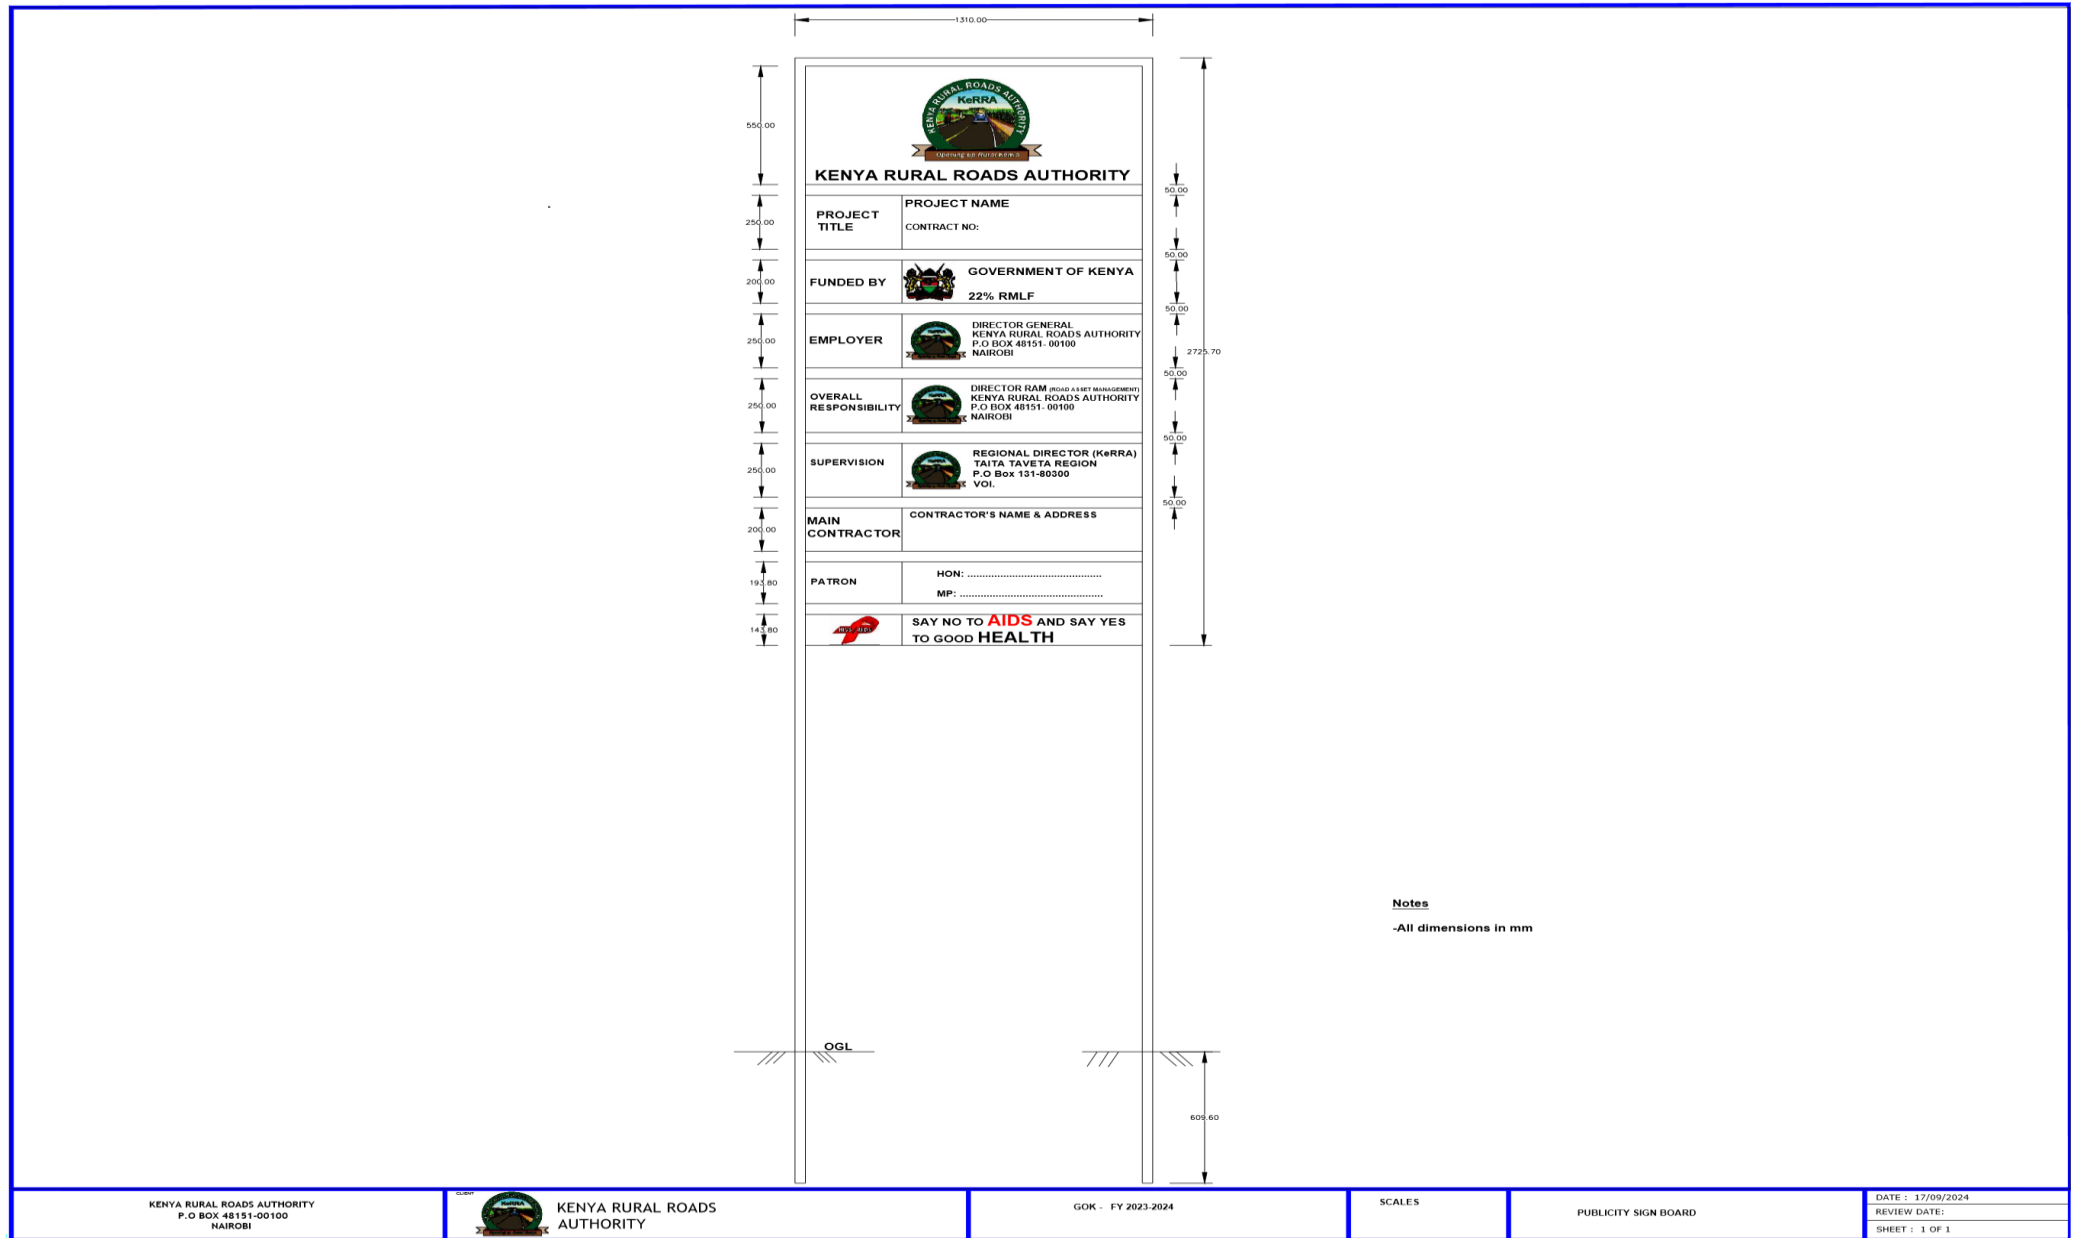 1310.00
KENYA RURAL ROADS AUTHORITY
KeRRA
Opening up Rural Kenya
550.00
KENYA RURAL ROADS AUTHORITY
50.00
250.00
PROJECT
TITLE
PROJECT NAME
CONTRACT NO:
50.00
200.00
FUNDED BY
GOVERNMENT OF KENYA
22% RMLF
50.00
250.00
EMPLOYER
DIRECTOR GENERAL
KENYA RURAL ROADS AUTHORITY
P.O BOX 48151- 00100
NAIROBI
2725.70
50.00
250.00
OVERALL
RESPONSIBILITY
DIRECTOR RAM (ROAD ASSET MANAGEMENT)
KENYA RURAL ROADS AUTHORITY
P.O BOX 48151- 00100
NAIROBI
50.00
250.00
SUPERVISION
REGIONAL DIRECTOR (KeRRA)
TAITA TAVETA REGION
P.O Box 131-80300
VOI.
50.00
200.00
MAIN
CONTRACTOR
CONTRACTOR'S NAME & ADDRESS
193.80
PATRON
HON: ............................................
MP: ................................................
143.80
SAY NO TO AIDS AND SAY YES
TO GOOD HEALTH
Notes
-All dimensions in mm
OGL
609.60
KENYA RURAL ROADS AUTHORITY
P.O BOX 48151-00100
NAIROBI
CLIENT
KENYA RURAL ROADS
AUTHORITY
GOK - FY 2023-2024
SCALES
PUBLICITY SIGN BOARD
DATE : 17/09/2024
REVIEW DATE:
SHEET : 1 OF 1